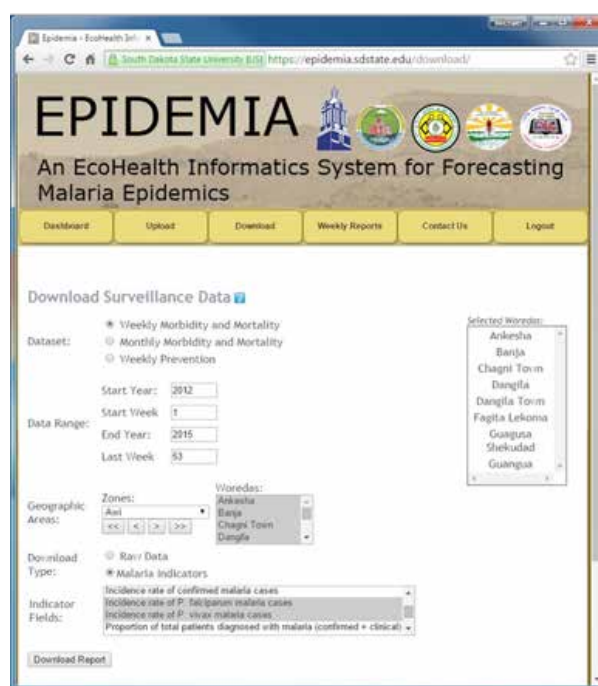 Epidemia - EcoHealth Inf
South Dakota State University [US] https://epidemia.sdstate.edu/download/
EPIDEMIA
An EcoHealth Informatics System for Forecasting
Malaria Epidemics
Dashboard Upload Download Weekly Reports Contact Us Logout
Download Surveillance Data ?
Dataset:
Weekly Morbidity and Mortality
Monthly Morbidity and Mortality
Weekly Prevention
Data Range:
Start Year: 2012
Start Week 1
End Year: 2015
Last Week 53
Selected Woredas:
Ankesha
Banja
Chagni Town
Dangila
Dangila Town
Fagita Lekoma
Guagusa
Shekudad
Guangua
Geographic
Areas:
Zones:
Awi
<< < > >>
Woredas:
Ankesha
Banja
Chagni Town
Dangila
Download
Type:
Raw Data
Malaria Indicators
Indicator
Fields:
Incidence rate of confirmed malaria cases
Incidence rate of P. falciparum malaria cases
Incidence rate of P. vivax malaria cases
Proportion of total patients diagnosed with malaria (confirmed + clinical)
Download Report